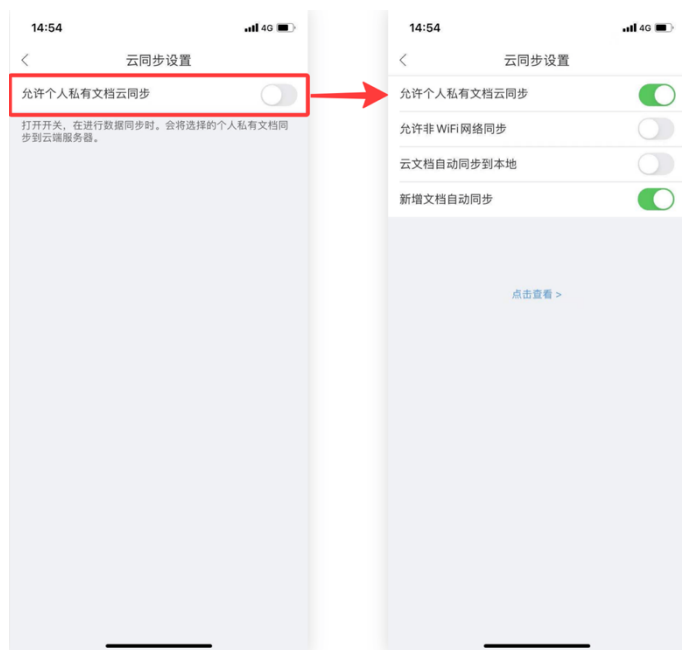 14:54
4G
云同步设置
允许个人私有文档云同步
打开开关，在进行数据同步时。会将选择的个人私有文档同
步到云端服务器。
14:54
4G
云同步设置
允许个人私有文档云同步
允许非 WiFi 网络同步
云文档自动同步到本地
新增文档自动同步
点击查看 >